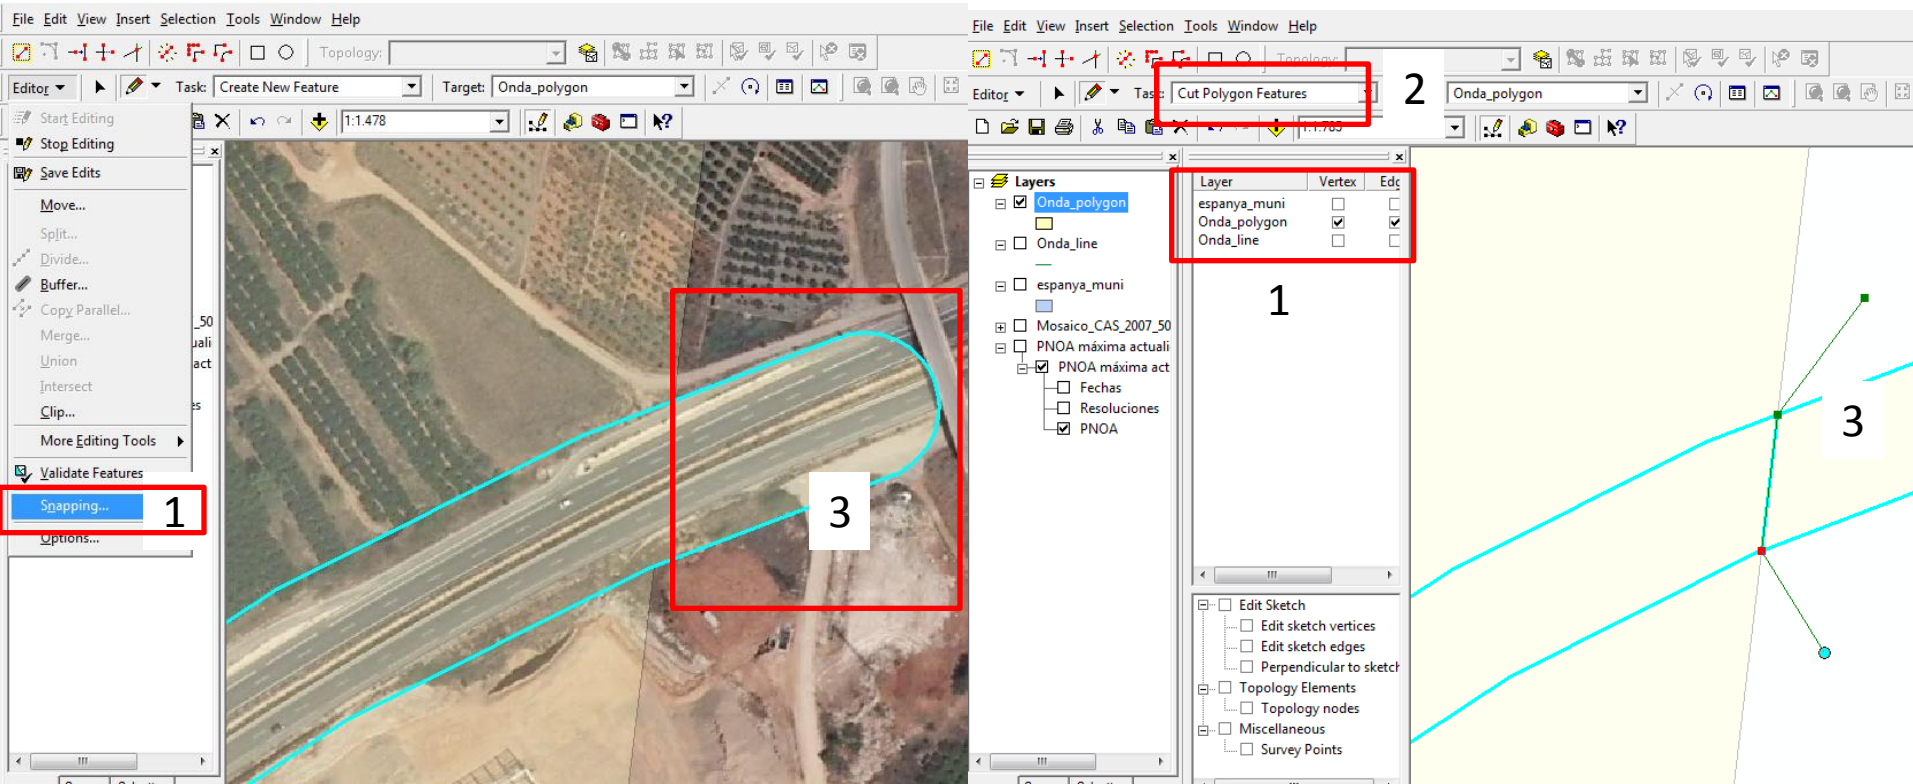 File Edit View Insert Selection Tools Window Help
Topology:
Editor Task: Create New Feature Target: Onda_polygon
Start Editing
1:1.478
Stop Editing
Save Edits
Move...
Split...
Divide...
Buffer...
Copy Parallel...
_50
Merge...
uali
Union
act
Intersect
Clip...
es
More Editing Tools
Validate Features
Snapping...
1
Options...
3
File Edit View Insert Selection Tools Window Help
2
Editor Task: Cut Polygon Features Onda_polygon
Layers
Onda_polygon
Onda_line
espanya_muni
Mosaico_CAS_2007_50
PNOA máxima actuali
PNOA máxima act
Fechas
Resoluciones
PNOA
Layer Vertex Edg
espanya_muni
Onda_polygon
Onda_line
1
Edit Sketch
Edit sketch vertices
Edit sketch edges
Perpendicular to sketch
Topology Elements
Topology nodes
Miscellaneous
Survey Points
3